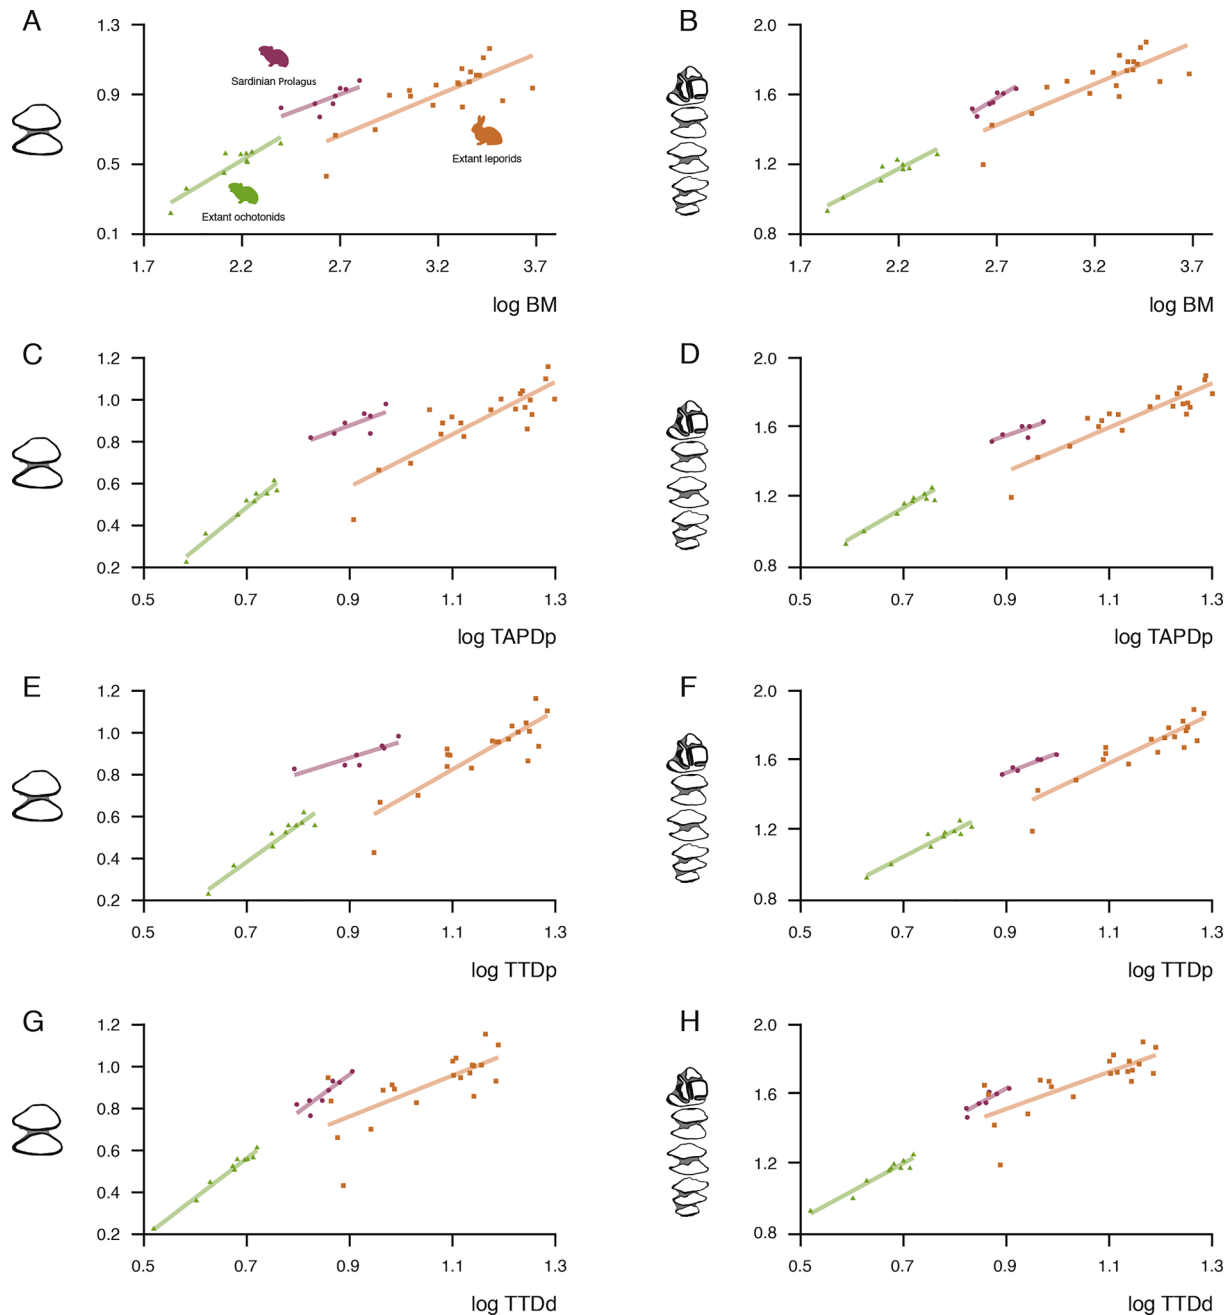 A
1.3
0.9
0.5
0.1
1.7 2.2 2.7 3.2 3.7
log BM
Sardinian Prolagus
Extant leporids
Extant ochotonids
B
2.0
1.6
1.2
0.8
1.7 2.2 2.7 3.2 3.7
log BM
C
1.2
1.0
0.8
0.6
0.4
0.2
0.5 0.7 0.9 1.1 1.3
log TAPDp
D
2.0
1.6
1.2
0.8
0.5 0.7 0.9 1.1 1.3
log TAPDp
E
1.2
1.0
0.8
0.6
0.4
0.2
0.5 0.7 0.9 1.1 1.3
log TTDp
F
2.0
1.6
1.2
0.8
0.5 0.7 0.9 1.1 1.3
log TTDp
G
1.2
1.0
0.8
0.6
0.4
0.2
0.5 0.7 0.9 1.1 1.3
log TTDd
H
2.0
1.6
1.2
0.8
0.5 0.7 0.9 1.1 1.3
log TTDd